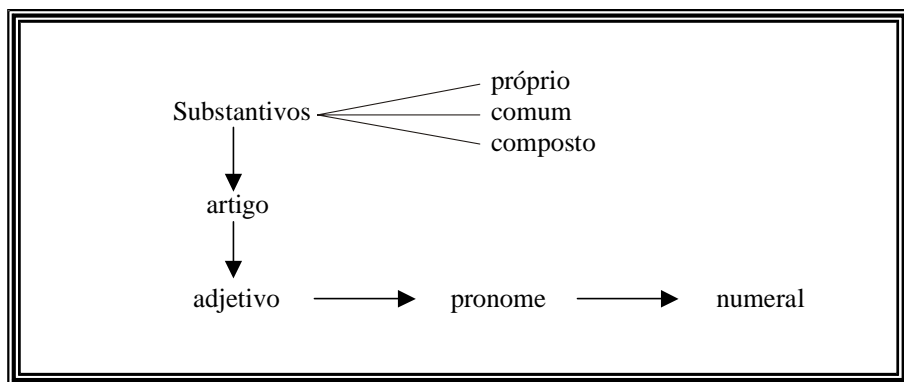 próprio
Substantivos
comum
composto
artigo
adjetivo
pronome
numeral